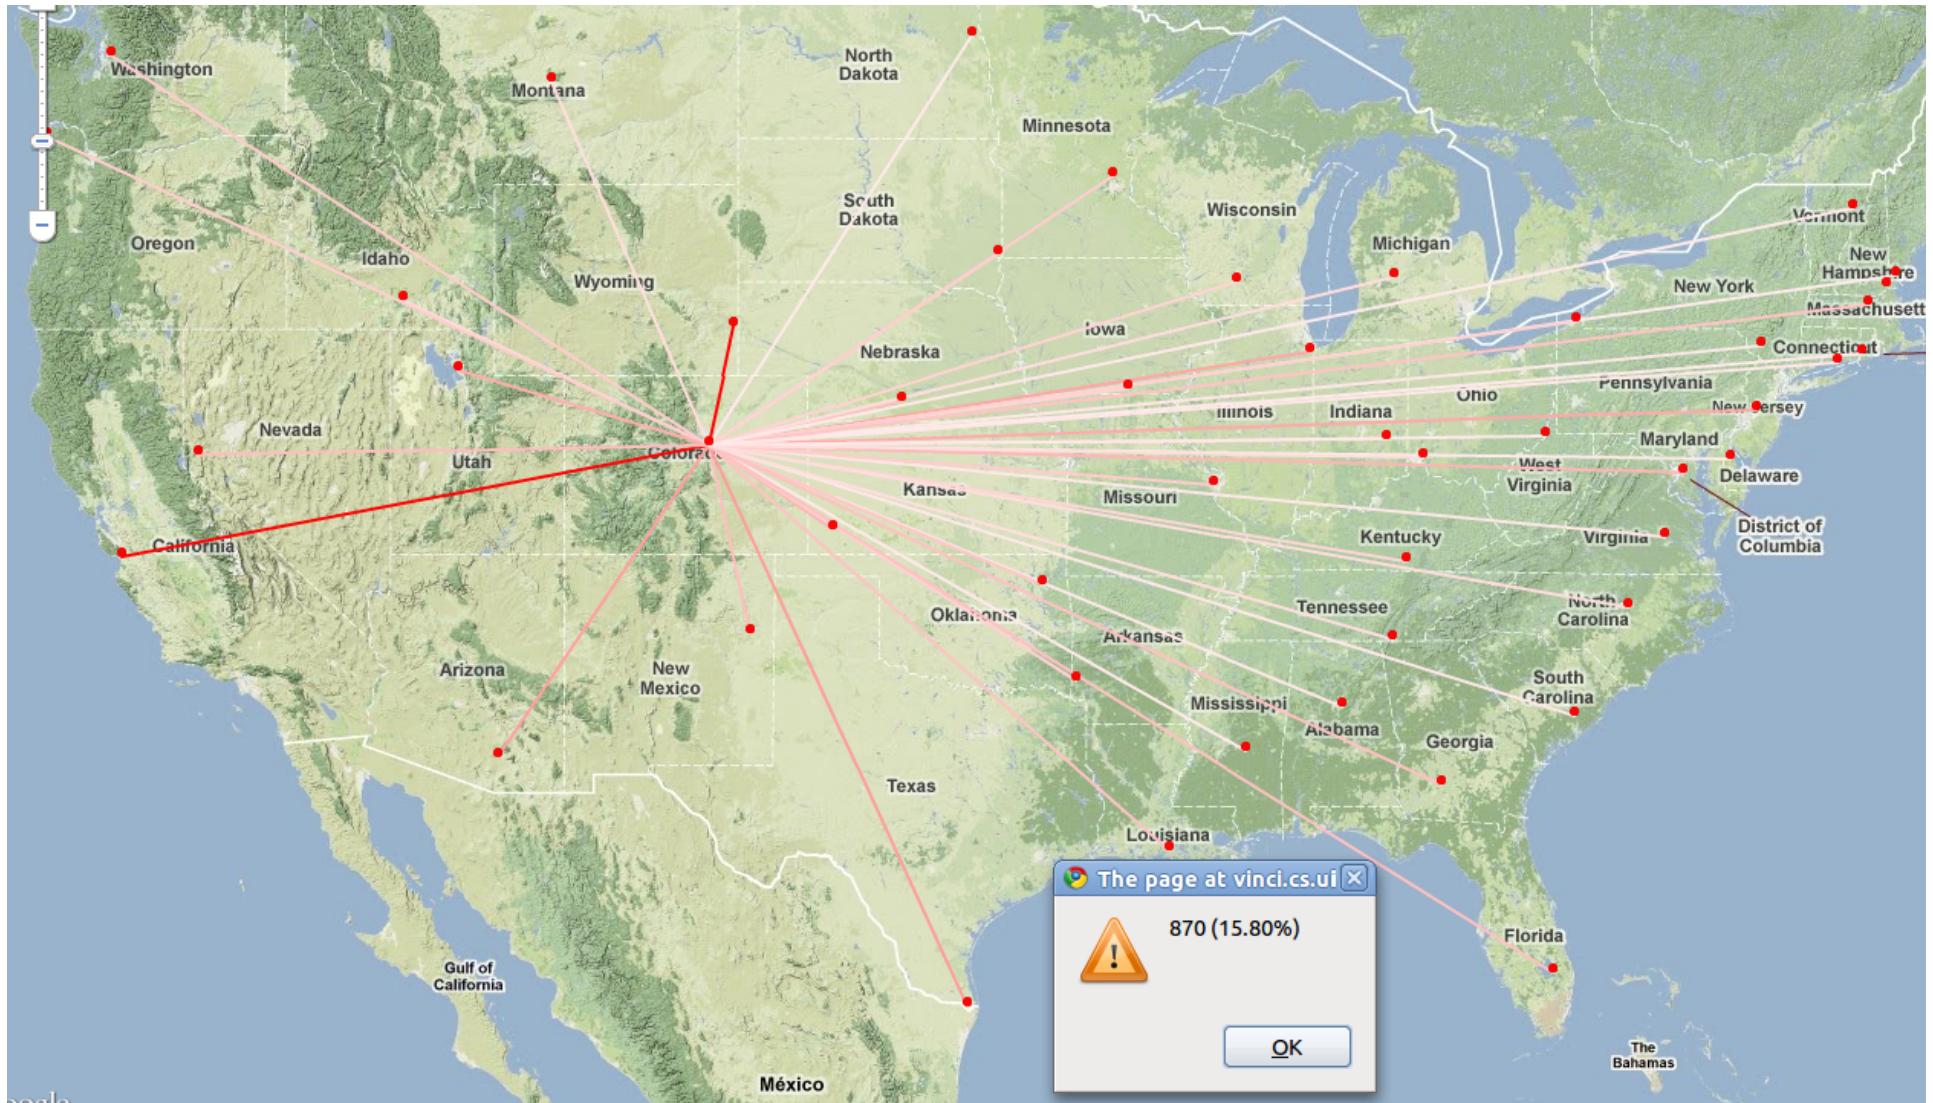 Washington
Montana
North
Dakota
Minnesota
South
Dakota
Wisconsin
Michigan
Vermont
Oregon
Idaho
Wyoming
New
Hampshire
New York
Massachusett
Iowa
Nebraska
Connecticut
Pennsylvania
Ohio
Illinois
Indiana
New Jersey
Nevada
Utah
Colorado
Maryland
Kansas
Missouri
West
Virginia
Delaware
California
Kentucky
Virginia
District of
Columbia
Oklahoma
Arkansas
Tennessee
North
Carolina
Arizona
New
Mexico
South
Carolina
Mississippi
Alabama
Georgia
Texas
Louisiana
The page at vinci.cs.ui
870 (15.80%)
OK
Florida
Gulf of
California
The
Bahamas
México